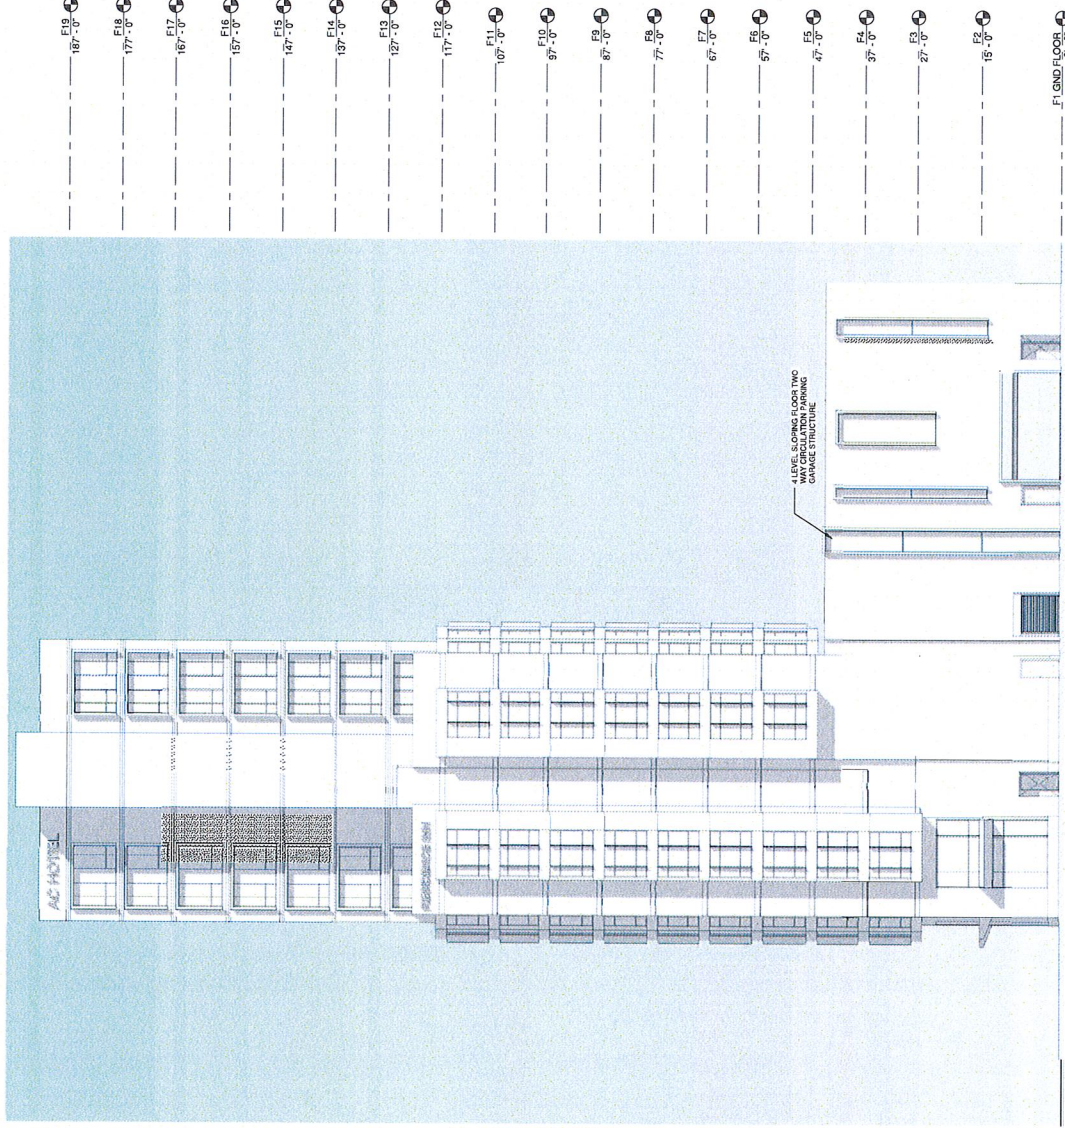 F19
187' - 0"
F18
177' - 0"
F17
167' - 0"
F16
157' - 0"
F15
147' - 0"
F14
137' - 0"
F13
127' - 0"
F12
117' - 0"
F11
107' - 0"
F10
97' - 0"
F9
87' - 0"
F8
77' - 0"
F7
67' - 0"
F6
57' - 0"
F5
47' - 0"
F4
37' - 0"
F3
27' - 0"
F2
15' - 0"
F1 GND FLOOR
4 LEVEL SLOPING FLOOR TWO
WAY CIRCULATION PARKING
GARAGE STRUCTURE
AC HOTEL
RESIDENCE INN